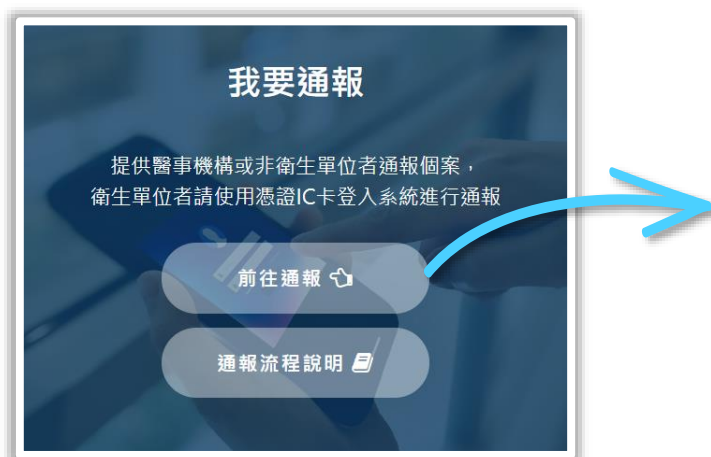 我要通報
提供醫事機構或非衛生單位者通報個案，
衛生單位者請使用憑證IC卡登入系統進行通報
前往通報
通報流程說明